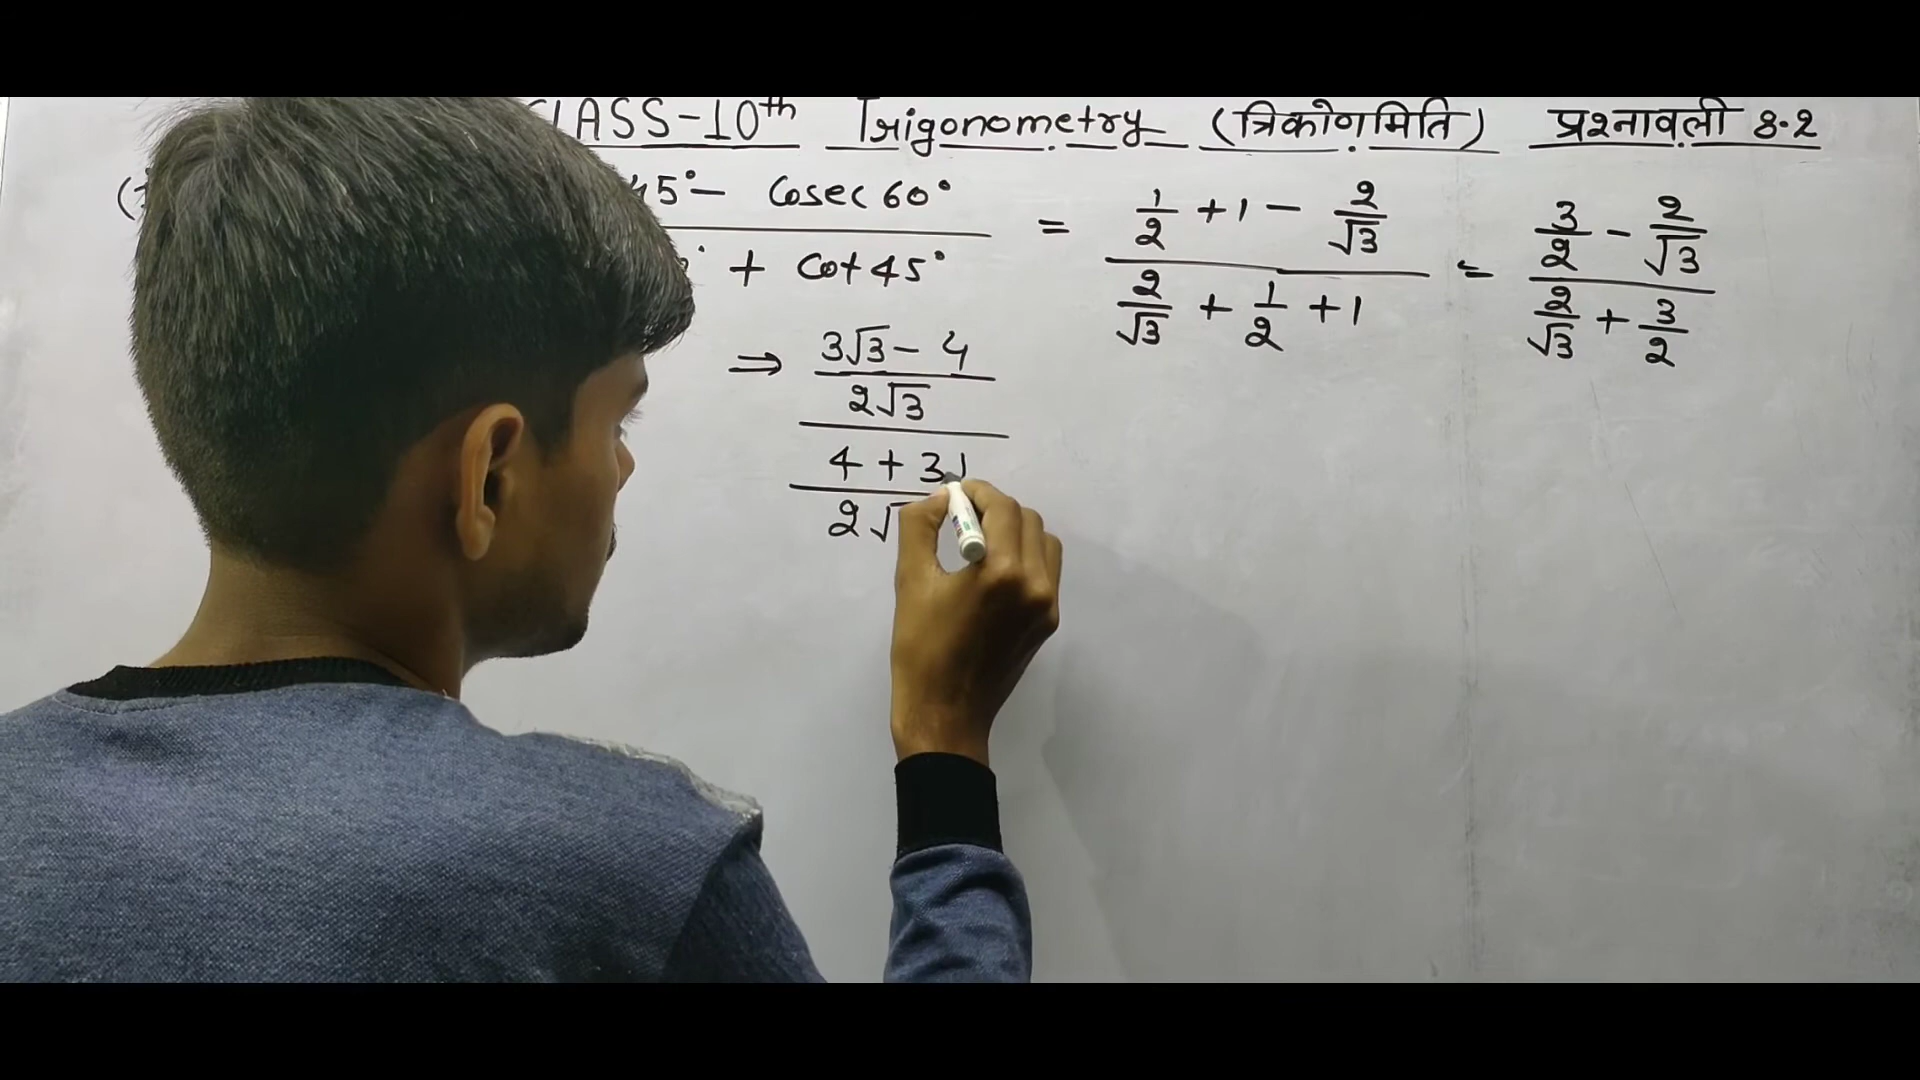 CLASS-10th Trigonometry (त्रिकोणमिति) प्रश्नावली 8.2
45° - Cosec 60° / ° + Cot 45° = (1/2 + 1 - 2/√3) / (2/√3 + 1/2 + 1) = (3/2 - 2/√3) / (2/√3 + 3/2)
⇒ 3√3 - 4
2√3
4 + 3
2√